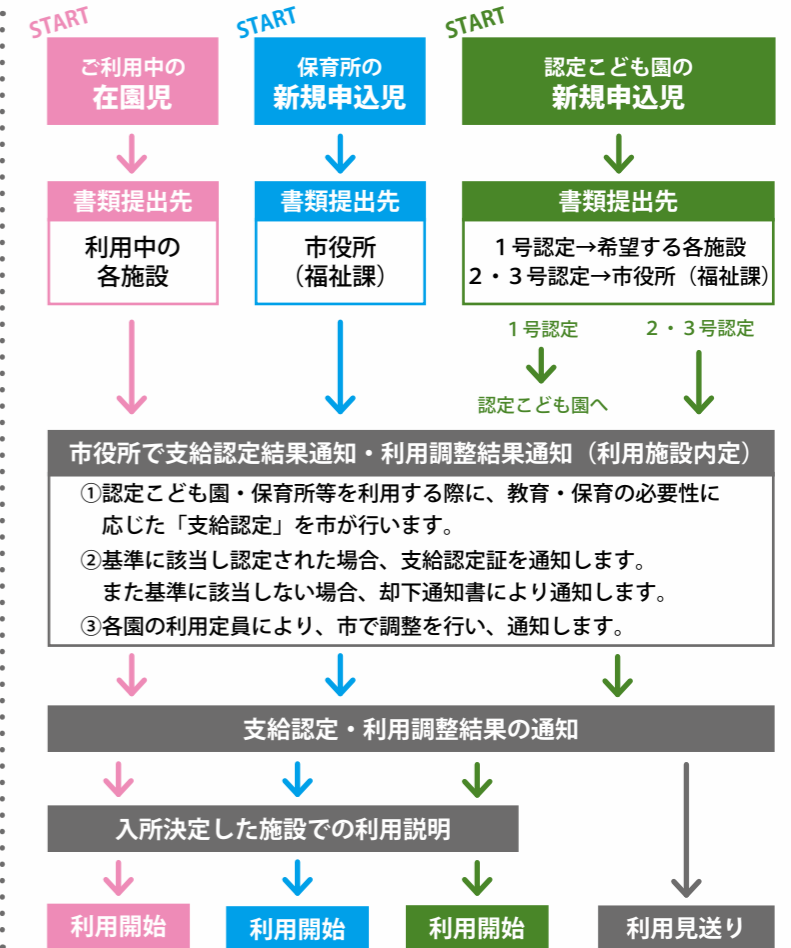 START
ご利用中の
在園児
START
保育所の
新規申込児
START
認定こども園の
新規申込児
書類提出先
利用中の
各施設
書類提出先
市役所
（福祉課）
書類提出先
１号認定→希望する各施設
２・３号認定→市役所（福祉課）
１号認定
２・３号認定
認定こども園へ
市役所で支給認定結果通知・利用調整結果通知（利用施設内定）
①認定こども園・保育所等を利用する際に、教育・保育の必要性に
応じた「支給認定」を市が行います。
②基準に該当し認定された場合、支給認定証を通知します。
また基準に該当しない場合、却下通知書により通知します。
③各園の利用定員により、市で調整を行い、通知します。
支給認定・利用調整結果の通知
入所決定した施設での利用説明
利用開始
利用開始
利用開始
利用見送り